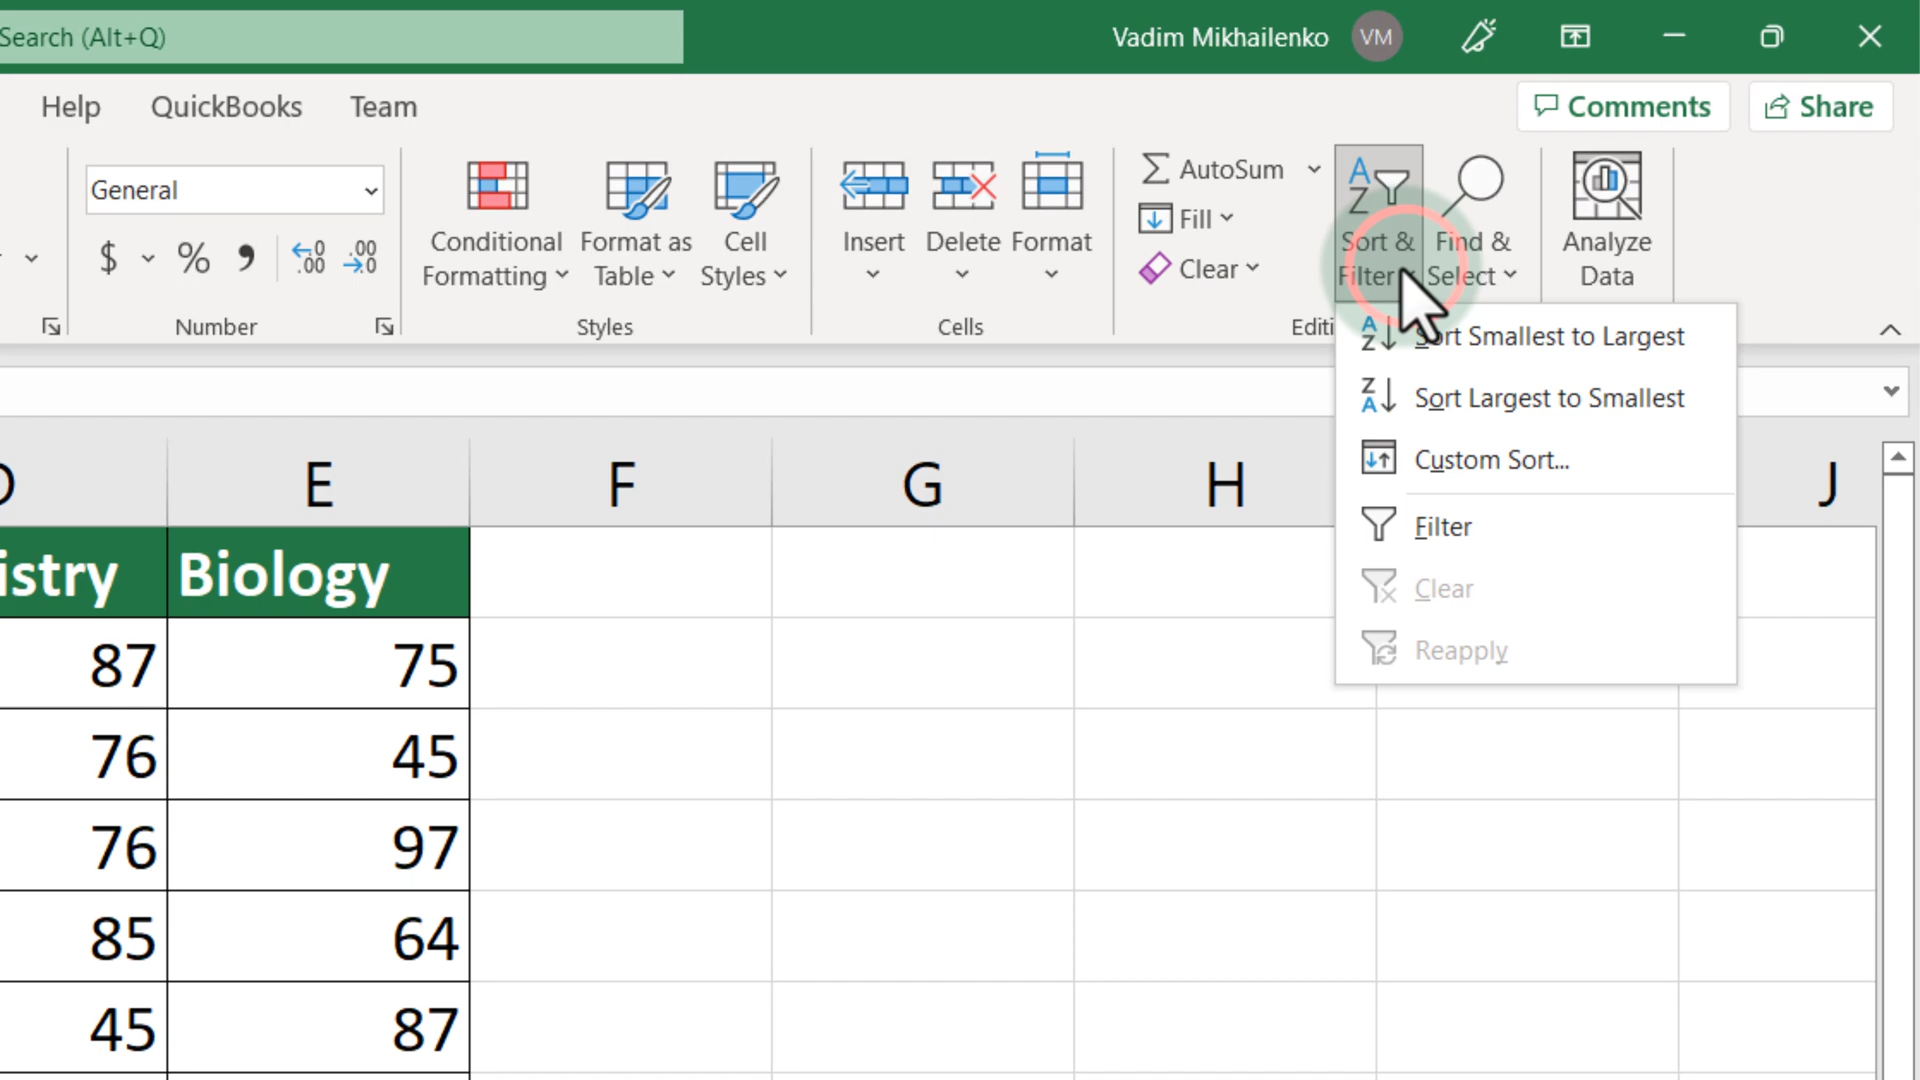 Search (Alt+Q)
Vadim Mikhailenko
VM
Help
QuickBooks
Team
Comments
Share
General
$
%
Number
Conditional
Formatting
Format as
Table
Cell
Styles
Styles
Insert
Delete
Format
Cells
AutoSum
Fill
Clear
Sort &
Filter
Find &
Select
Analyze
Data
Sort Smallest to Largest
Sort Largest to Smallest
Custom Sort...
Filter
Clear
Reapply
E F G H J
istry Biology
87 75
76 45
76 97
85 64
45 87